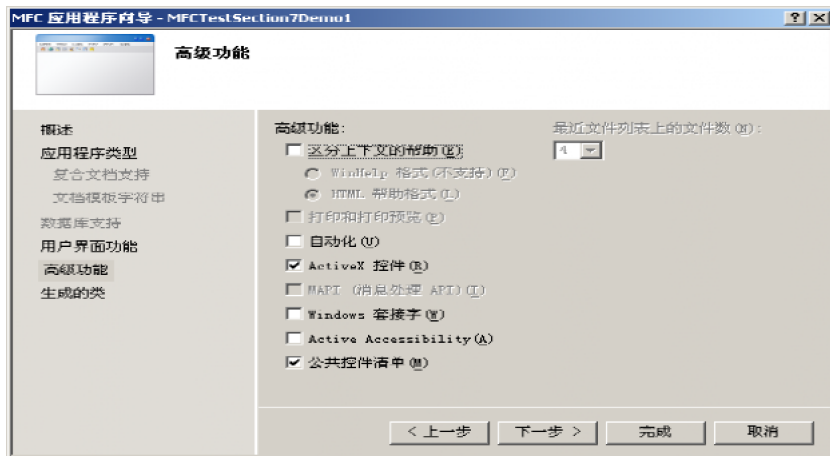 MFC 应用程序向导 - MFCTestSection7Demo1
高级功能
概述
应用程序类型
复合文档支持
文档模板字符串
数据库支持
用户界面功能
高级功能
生成的类
高级功能:
区分上下文的帮助(E)
WinHelp 格式(不支持)(F)
HTML 帮助格式(L)
打印和打印预览(P)
自动化(U)
ActiveX 控件(R)
MAPI (消息处理 API)(I)
Windows 套接字(W)
Active Accessibility(A)
公共控件清单(M)
最近文件列表上的文件数(N):
4
< 上一步
下一步 >
完成
取消